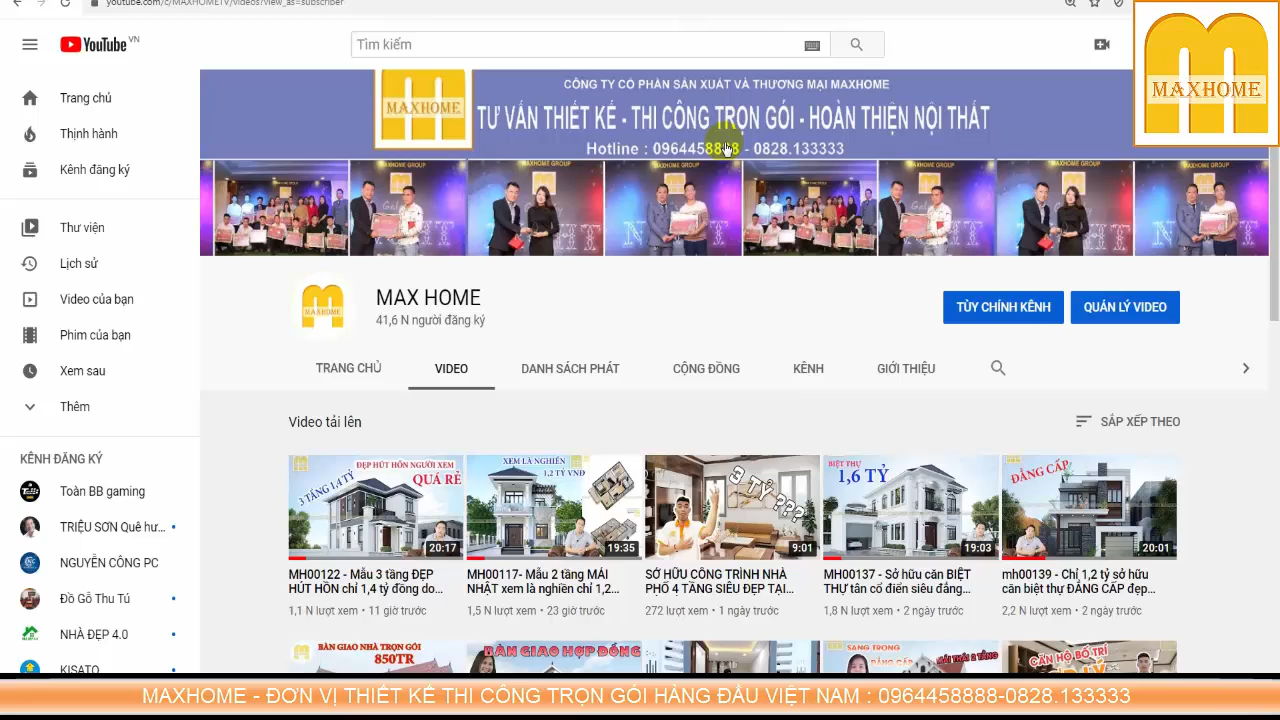 youtube.com/c/MAXHOMETV/videos?view_as=subscriber
YouTube VN
Tìm kiếm
MAXHOME
Trang chủ
Thịnh hành
Kênh đăng ký
Thư viện
Lịch sử
Video của bạn
Phim của bạn
Xem sau
Thêm
KÊNH ĐĂNG KÝ
Toàn BB gaming
TRIỆU SƠN Quê hư...
NGUYỄN CÔNG PC
Đồ Gỗ Thu Tú
NHÀ ĐẸP 4.0
KISATO
CÔNG TY CỔ PHẦN SẢN XUẤT VÀ THƯƠNG MẠI MAXHOME
MAXHOME
TƯ VẤN THIẾT KẾ - THI CÔNG TRỌN GÓI - HOÀN THIỆN NỘI THẤT
Hotline : 0964458888 - 0828.133333
MAXHOME
MAX HOME
41,6 N người đăng ký
TÙY CHỈNH KÊNH
QUẢN LÝ VIDEO
TRANG CHỦ
VIDEO
DANH SÁCH PHÁT
CỘNG ĐỒNG
KÊNH
GIỚI THIỆU
Video tải lên
SẮP XẾP THEO
ĐẸP HÚT HỒN NGƯỜI XEM
3 TẦNG 1,4 TỶ
QUÁ RẺ
20:17
MH00122 - Mẫu 3 tầng ĐẸP
HÚT HỒN chỉ 1,4 tỷ đồng do...
1,1 N lượt xem • 11 giờ trước
XEM LÀ NGHIỀN
1,2 TỶ VNĐ
19:35
MH00117- Mẫu 2 tầng MÁI
NHẬT xem là nghiền chỉ 1,2...
1,5 N lượt xem • 23 giờ trước
3 TỶ ???
9:01
SỞ HỮU CÔNG TRÌNH NHÀ
PHỐ 4 TẦNG SIÊU ĐẸP TẠI...
272 lượt xem • 1 ngày trước
BIỆT THỰ
1,6 TỶ
19:03
MH00137 - Sở hữu căn BIỆT
THỰ tân cổ điển siêu đẳng...
1,8 N lượt xem • 2 ngày trước
ĐẲNG CẤP
20:01
mh00139 - Chỉ 1,2 tỷ sở hữu
căn biệt thự ĐẲNG CẤP đẹp...
2,2 N lượt xem • 2 ngày trước
BÀN GIAO NHÀ TRỌN GÓI
850TR
BÀN GIAO HỢP ĐỒNG
SANG TRỌNG
ĐẲNG CẤP
MÁI THÁI 2 TẦNG
CĂN HỘ BỐ TRÍ
MAXHOME - ĐƠN VỊ THIẾT KẾ THI CÔNG TRỌN GÓI HÀNG ĐẦU VIỆT NAM : 0964458888-0828.133333